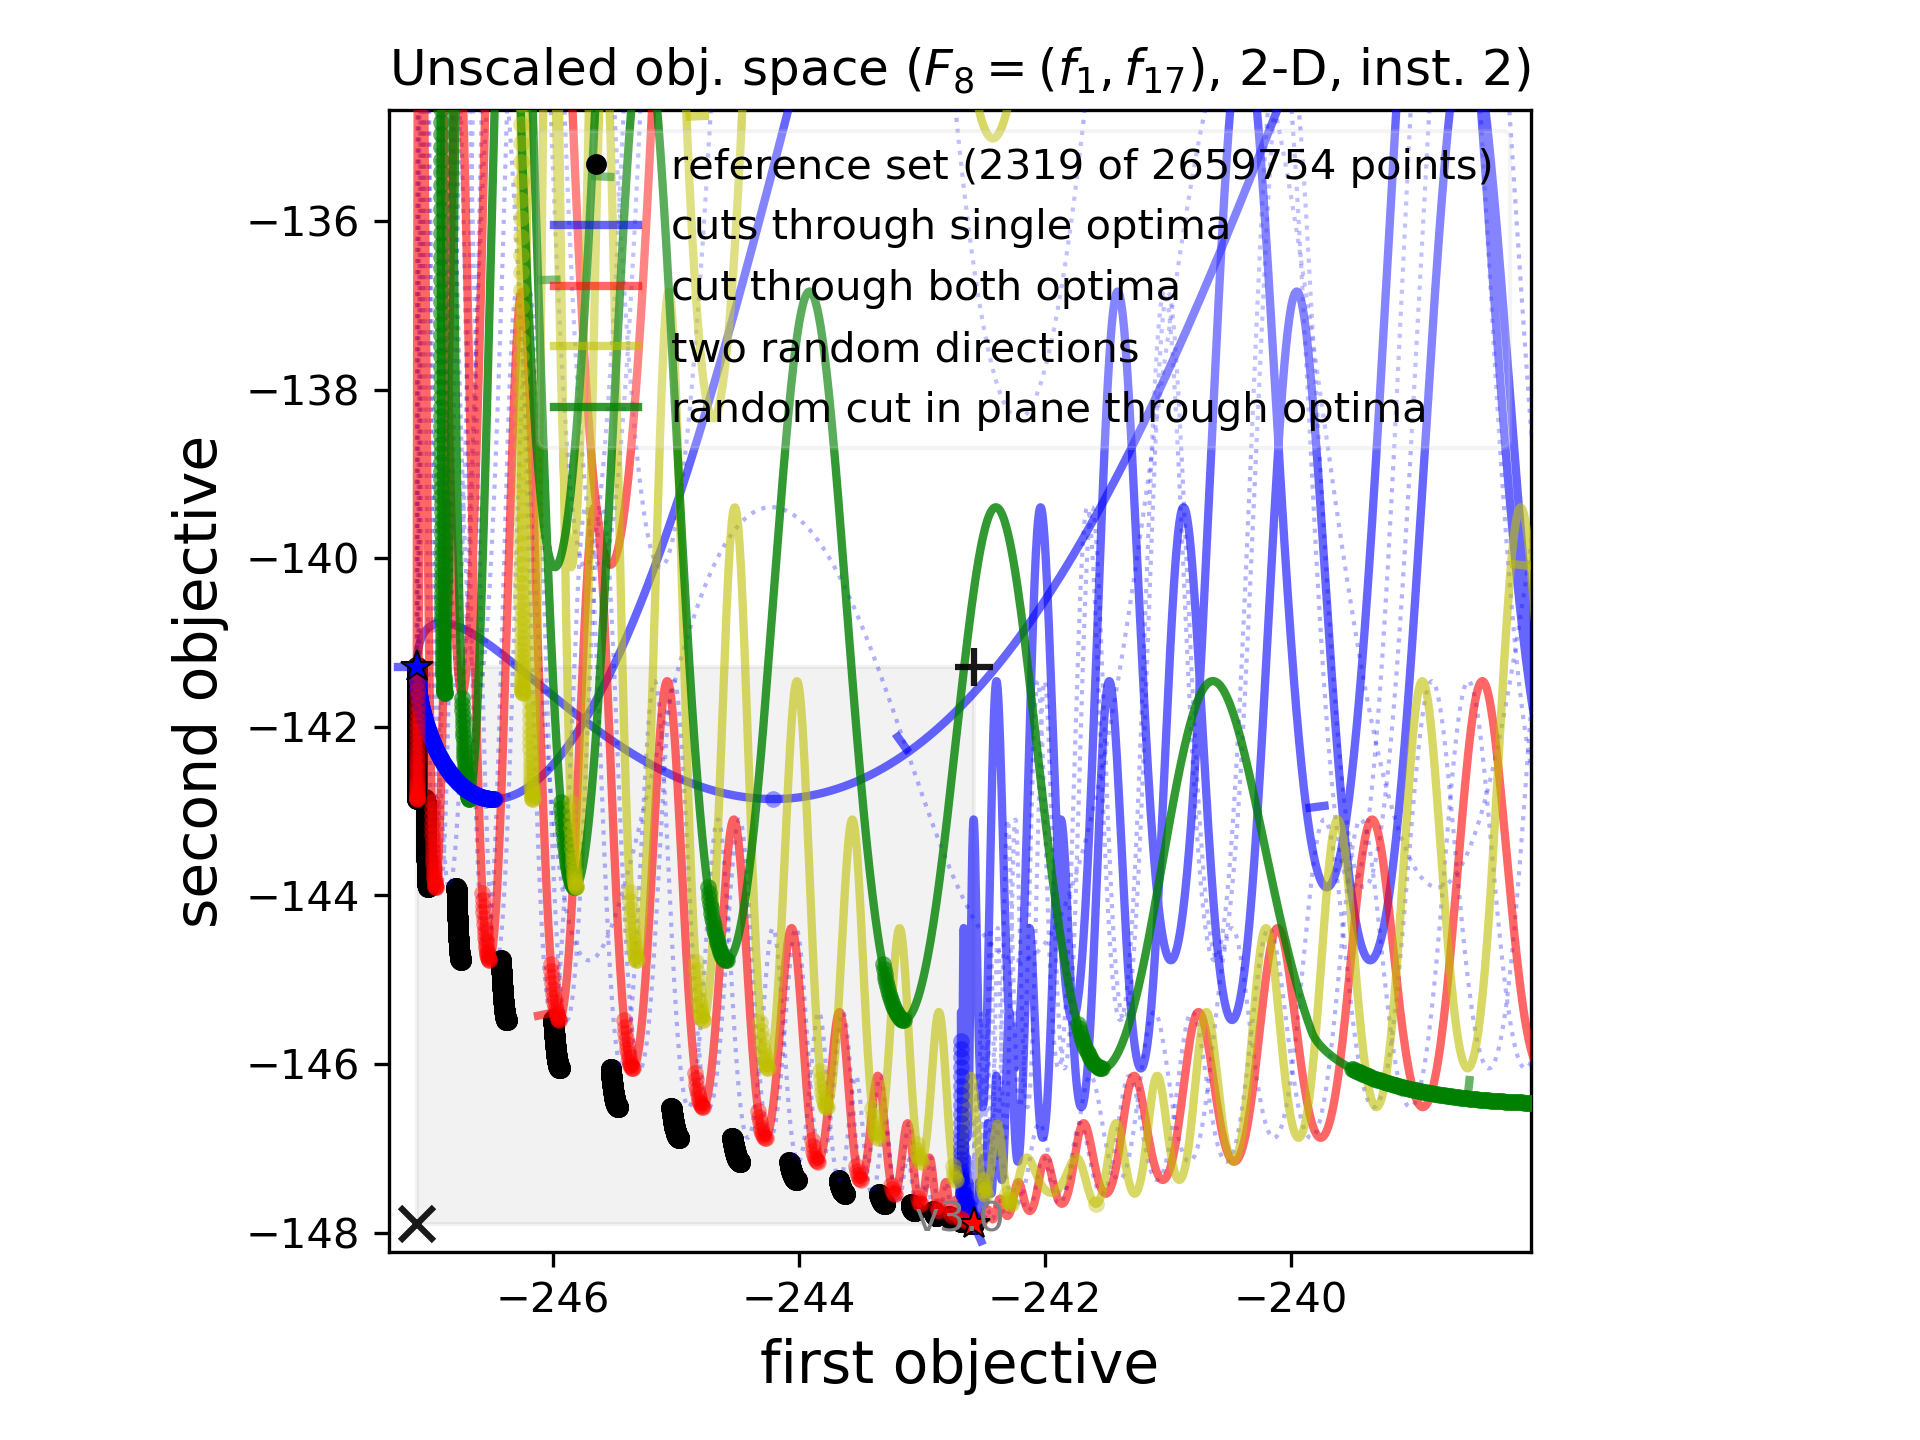 Unscaled obj. space (F₈ = (f₁, f₁₇), 2-D, inst. 2)
reference set (2319 of 2659754 points)
cuts through single optima
cut through both optima
two random directions
random cut in plane through optima
second objective
−136
−138
−140
−142
−144
−146
−148
v3.0
−246
−244
−242
−240
first objective